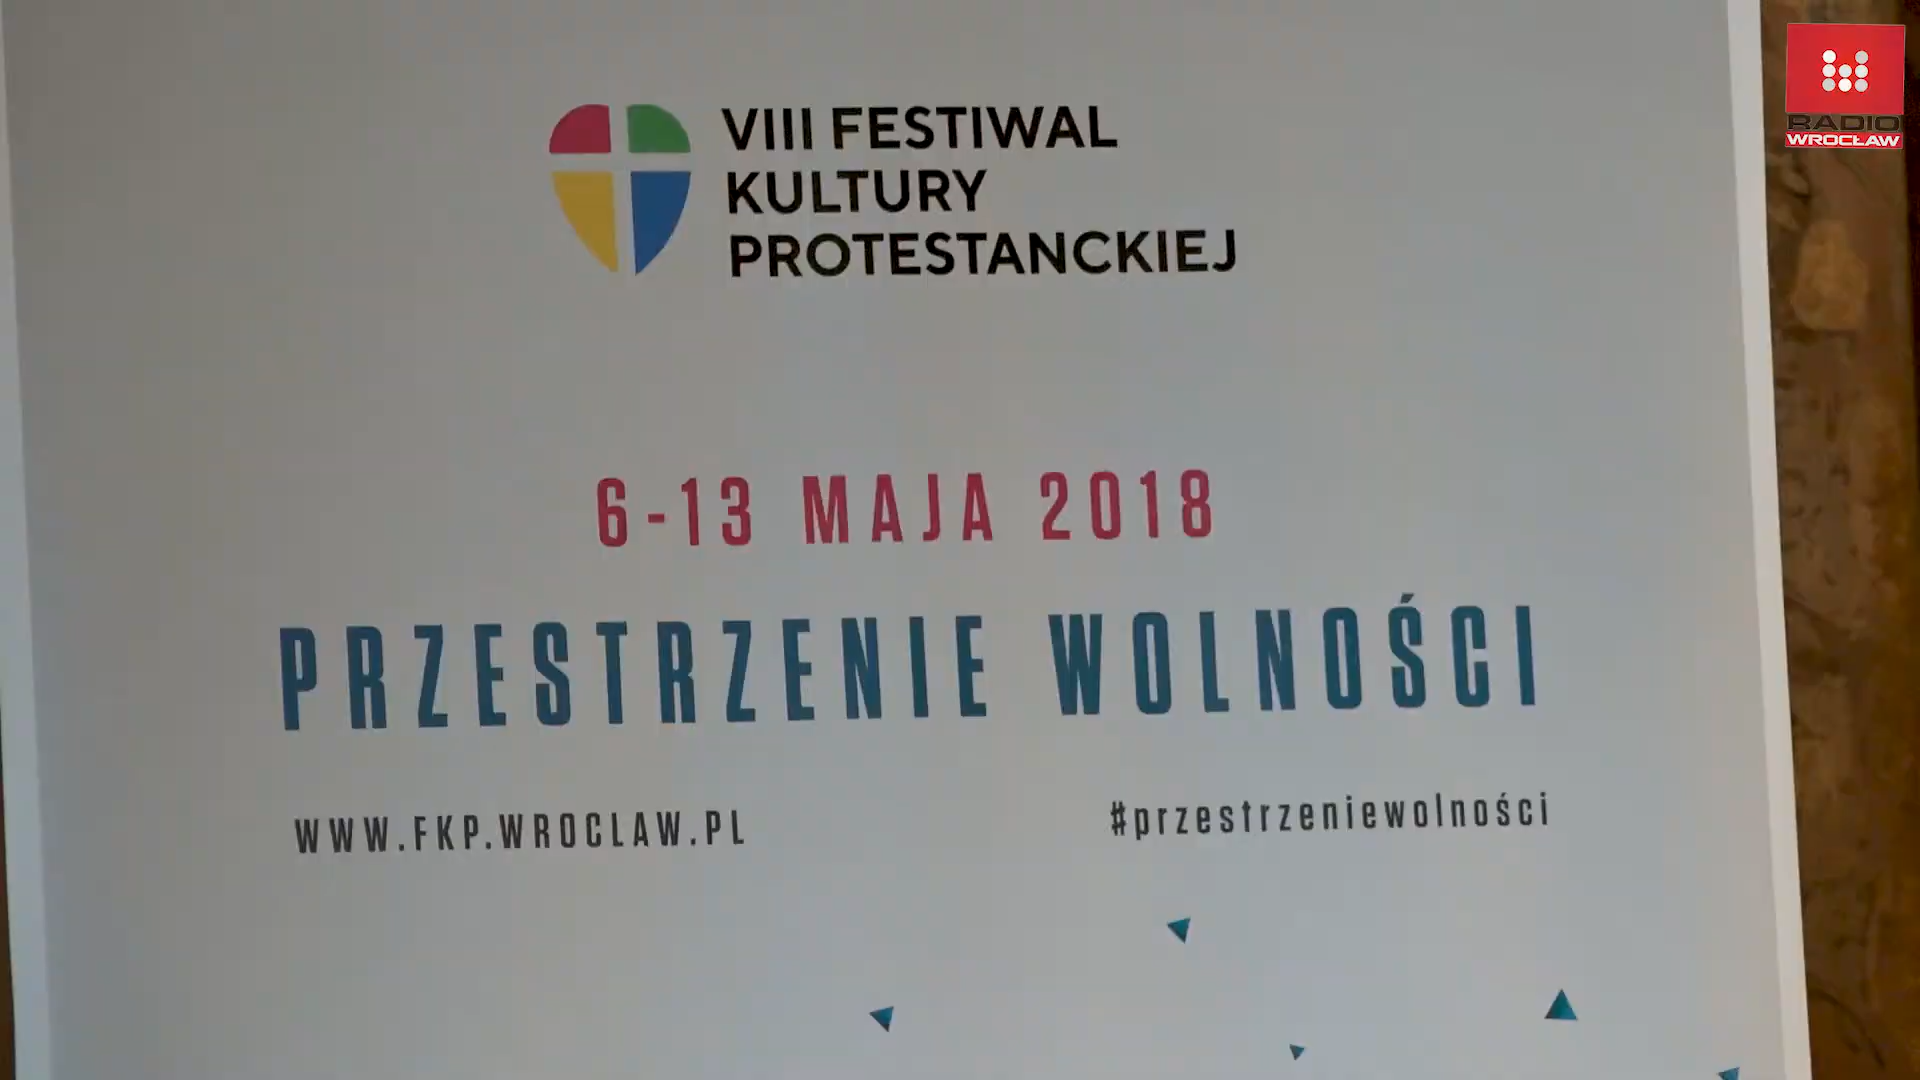 VIII FESTIWAL
KULTURY
PROTESTANCKIEJ
6-13 MAJA 2018
PRZESTRZENIE WOLNOŚCI
WWW.FKP.WROCLAW.PL
#przestrzeniewolności
RADIO
WROCŁAW